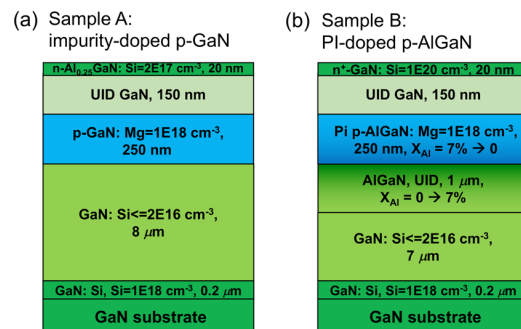 (a) Sample A:
impurity-doped p-GaN
n-Al0.25GaN: Si=2E17 cm-3, 20 nm
UID GaN, 150 nm
p-GaN: Mg=1E18 cm-3,
250 nm
GaN: Si<=2E16 cm-3,
8 μm
GaN: Si, Si=1E18 cm-3, 0.2 μm
GaN substrate
(b) Sample B:
PI-doped p-AlGaN
n+-GaN: Si=1E20 cm-3, 20 nm
UID GaN, 150 nm
Pi p-AlGaN: Mg=1E18 cm-3,
250 nm, XAl = 7% → 0
AlGaN, UID, 1 μm,
XAl = 0 → 7%
GaN: Si<=2E16 cm-3,
7 μm
GaN: Si, Si=1E18 cm-3, 0.2 μm
GaN substrate